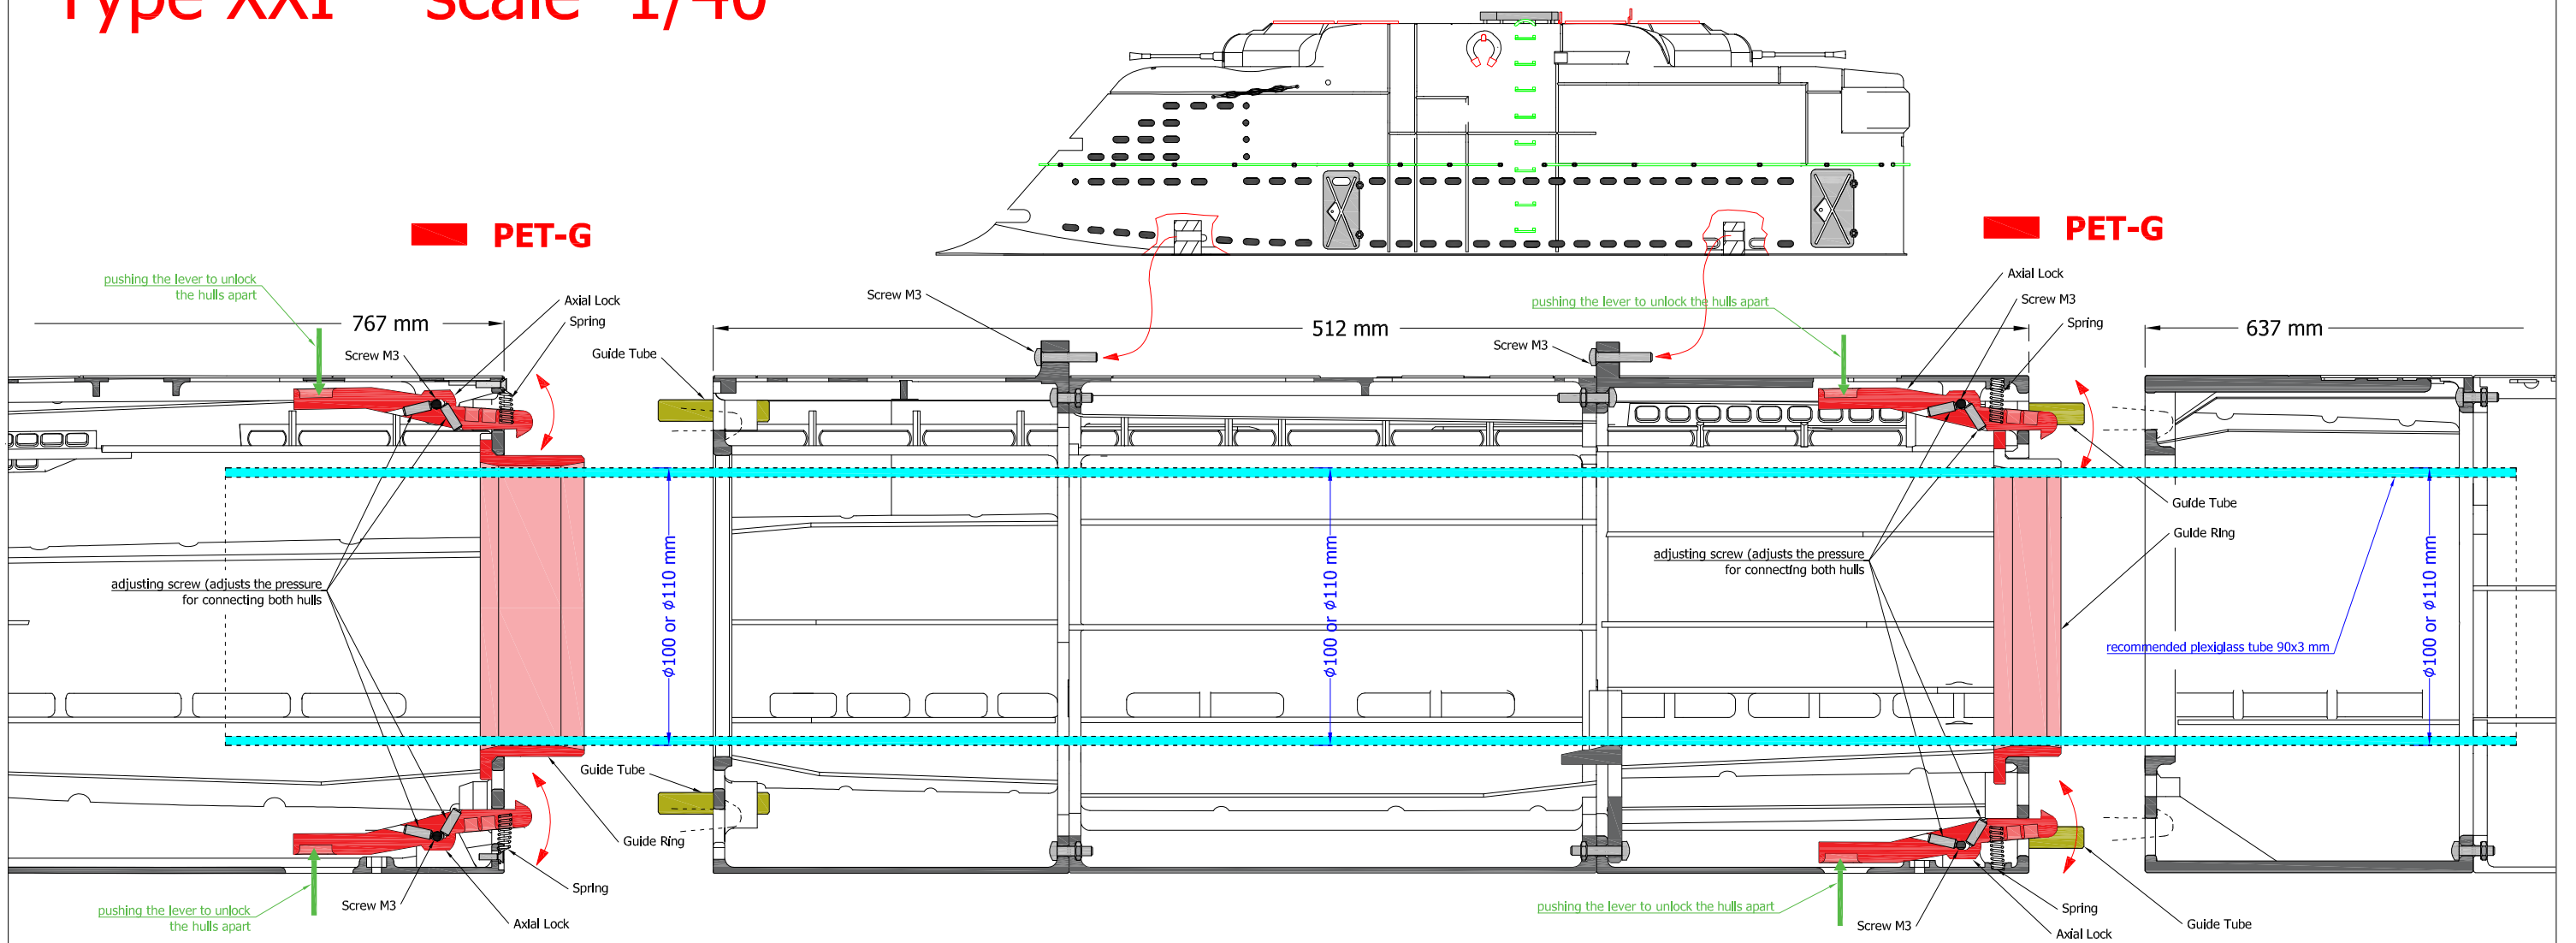 Type XXI scale 1/40
PET-G
PET-G
pushing the lever to unlock
the hulls apart
Axial Lock
Spring
767 mm
Screw M3
Guide Tube
Screw M3
512 mm
Screw M3
pushing the lever to unlock the hulls apart
Axial Lock
Screw M3
Spring
637 mm
Guide Tube
Guide Ring
adjusting screw (adjusts the pressure
for connecting both hulls
ϕ100 or ϕ110 mm
ϕ100 or ϕ110 mm
adjusting screw (adjusts the pressure
for connecting both hulls
recommended plexiglass tube 90x3 mm
ϕ100 or ϕ110 mm
Guide Tube
Guide Ring
Spring
Screw M3
Axial Lock
pushing the lever to unlock
the hulls apart
pushing the lever to unlock the hulls apart
Screw M3
Spring
Axial Lock
Guide Tube